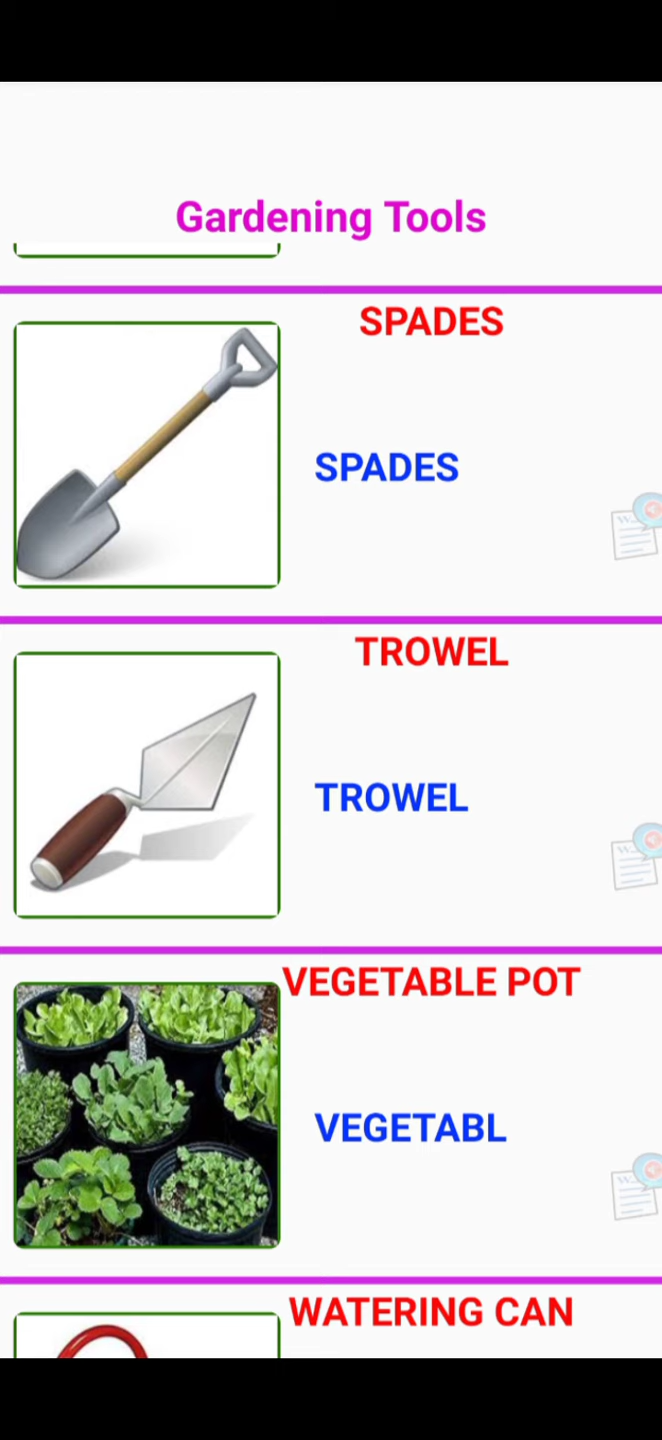 Gardening Tools
SPADES
SPADES
TROWEL
TROWEL
VEGETABLE POT
VEGETABL
WATERING CAN